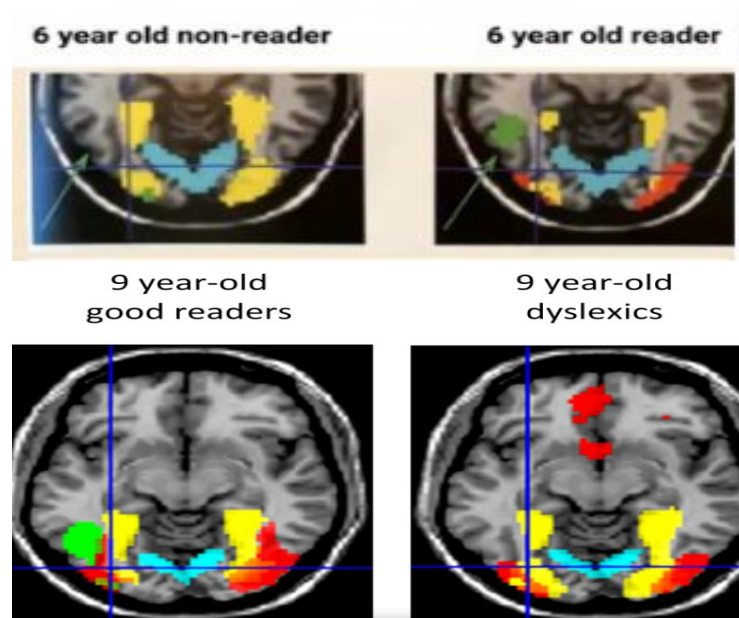 6 year old non-reader
6 year old reader
9 year-old
good readers
9 year-old
dyslexics